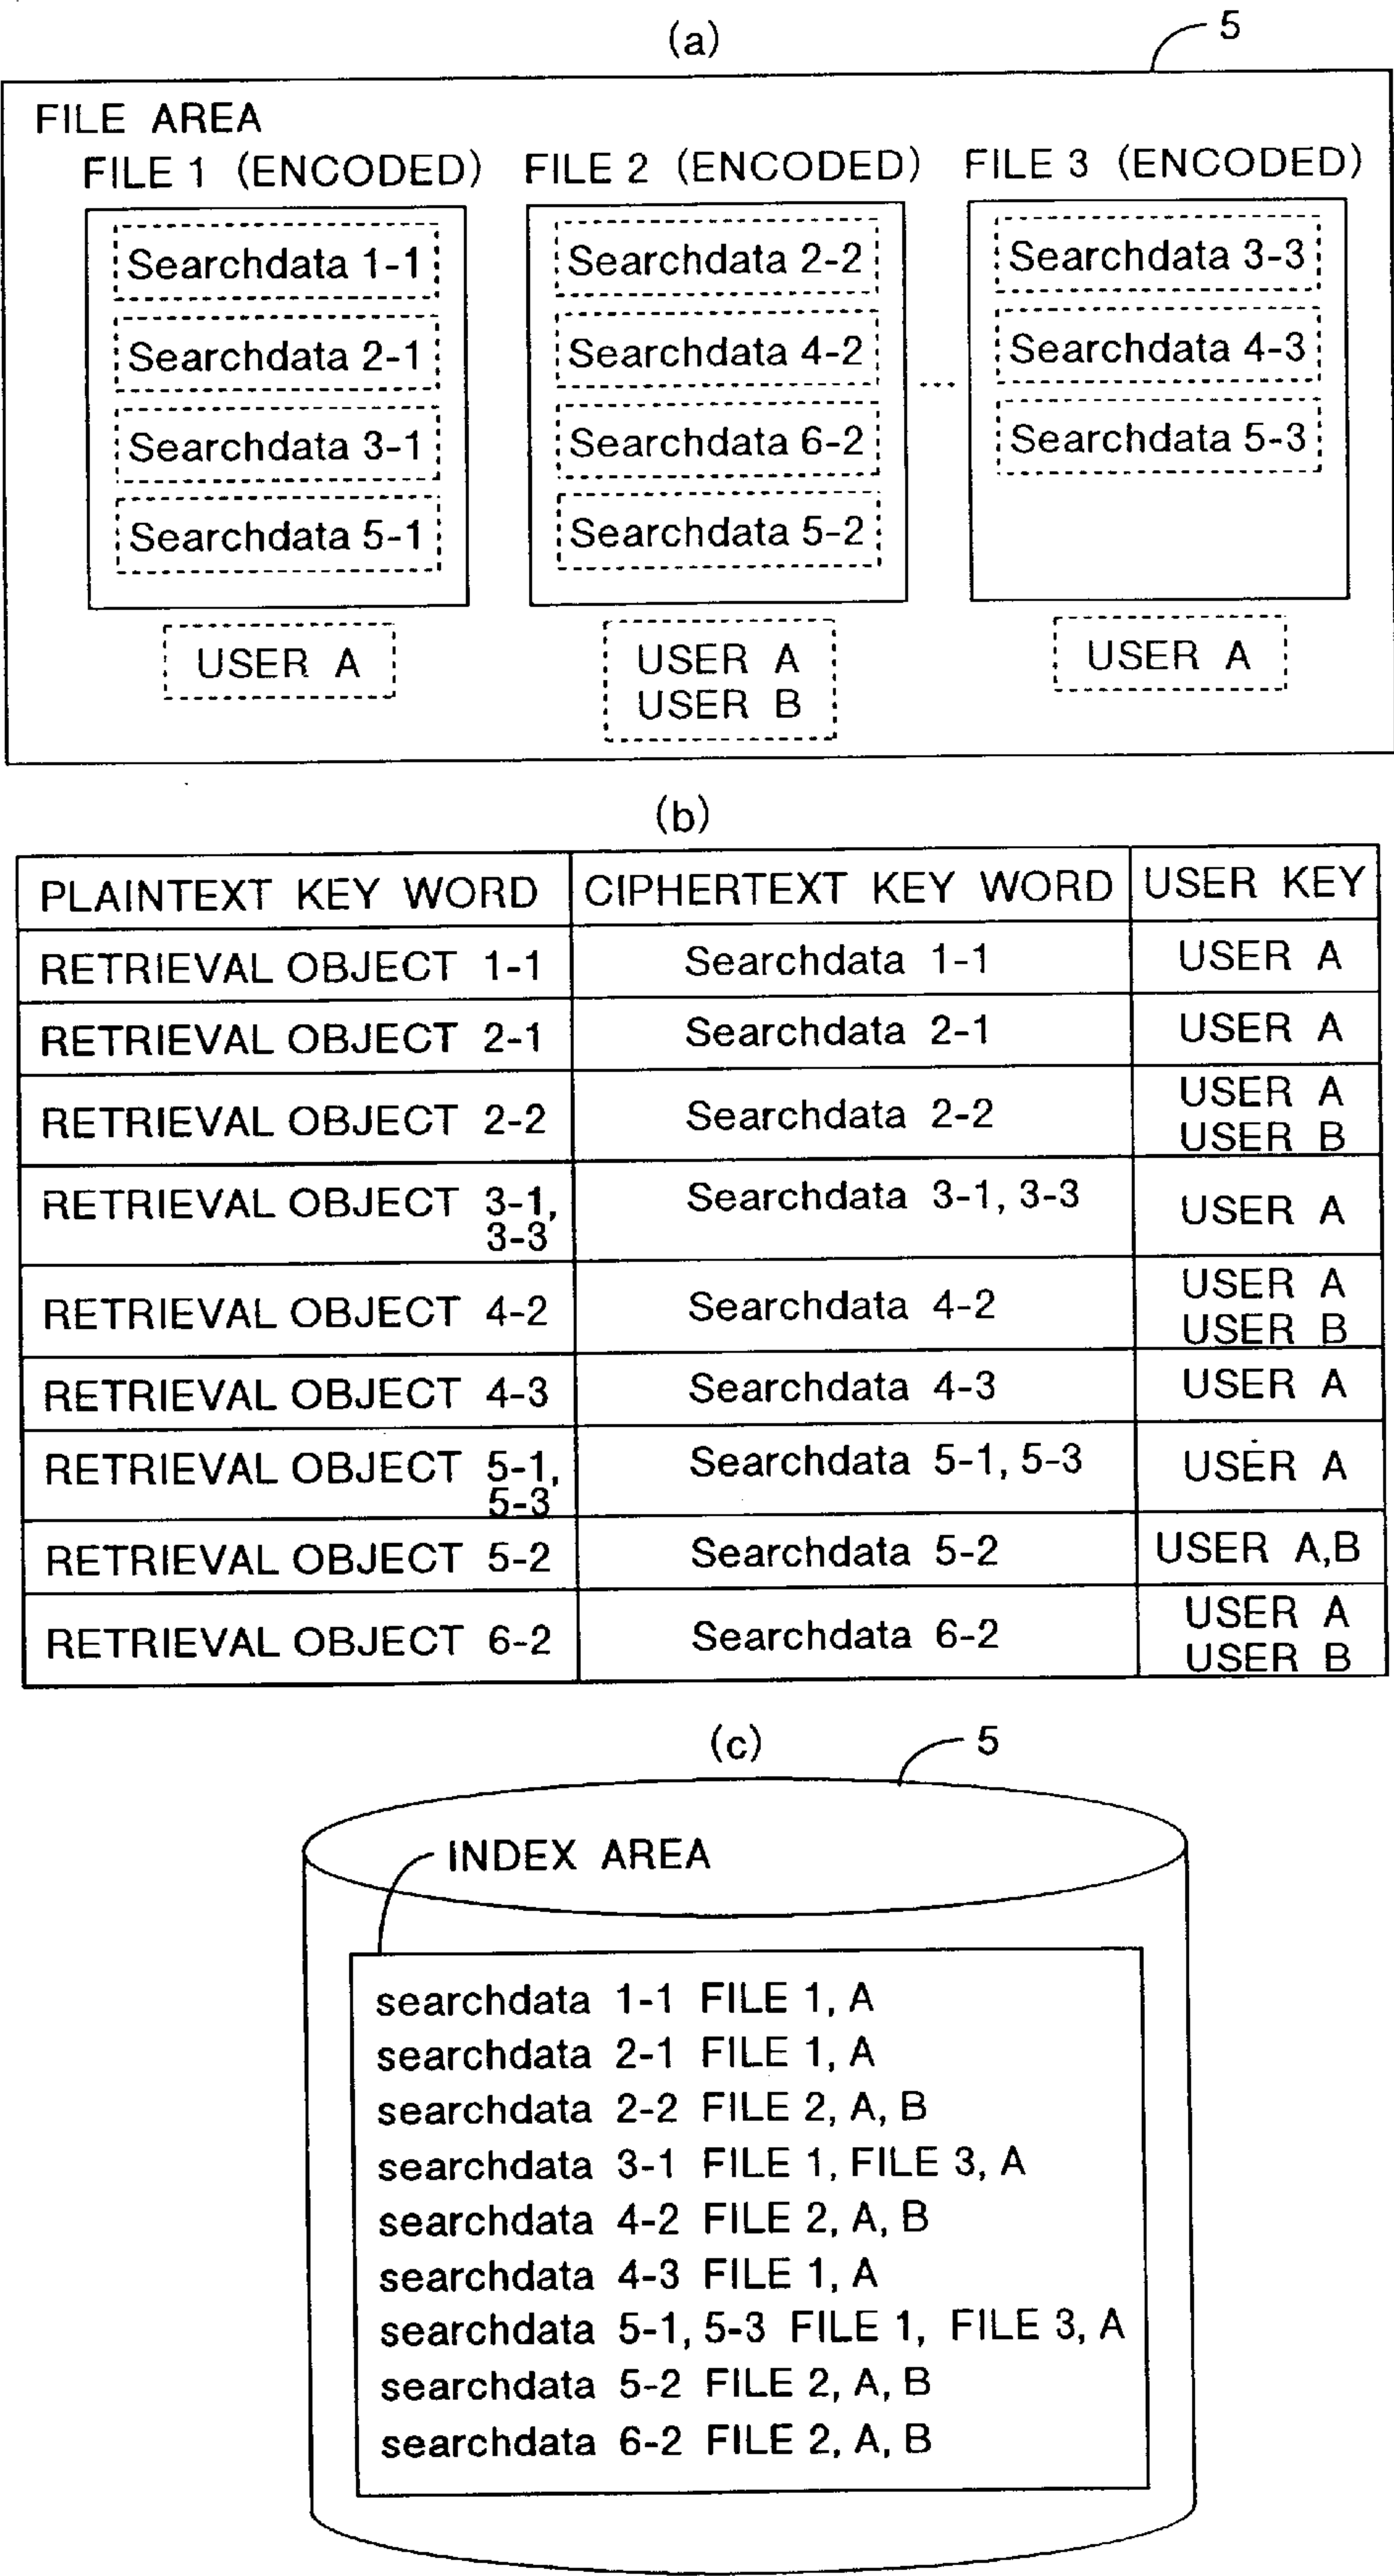 (a)
5
FILE AREA
FILE 1 (ENCODED) FILE 2 (ENCODED) FILE 3 (ENCODED)
Searchdata 1-1 Searchdata 2-2 Searchdata 3-3
Searchdata 2-1 Searchdata 4-2 Searchdata 4-3
...
Searchdata 3-1 Searchdata 6-2 Searchdata 5-3
Searchdata 5-1 Searchdata 5-2
USER A USER A USER A
USER B
(b)
PLAINTEXT KEY WORD CIPHERTEXT KEY WORD USER KEY
RETRIEVAL OBJECT 1-1 Searchdata 1-1 USER A
RETRIEVAL OBJECT 2-1 Searchdata 2-1 USER A
RETRIEVAL OBJECT 2-2 Searchdata 2-2 USER A
USER B
RETRIEVAL OBJECT 3-1, Searchdata 3-1, 3-3 USER A
3-3
RETRIEVAL OBJECT 4-2 Searchdata 4-2 USER A
USER B
RETRIEVAL OBJECT 4-3 Searchdata 4-3 USER A
RETRIEVAL OBJECT 5-1, Searchdata 5-1, 5-3 USER A
5-3
RETRIEVAL OBJECT 5-2 Searchdata 5-2 USER A,B
RETRIEVAL OBJECT 6-2 Searchdata 6-2 USER A
USER B
(c)
5
INDEX AREA
searchdata 1-1 FILE 1, A
searchdata 2-1 FILE 1, A
searchdata 2-2 FILE 2, A, B
searchdata 3-1 FILE 1, FILE 3, A
searchdata 4-2 FILE 2, A, B
searchdata 4-3 FILE 1, A
searchdata 5-1, 5-3 FILE 1, FILE 3, A
searchdata 5-2 FILE 2, A, B
searchdata 6-2 FILE 2, A, B